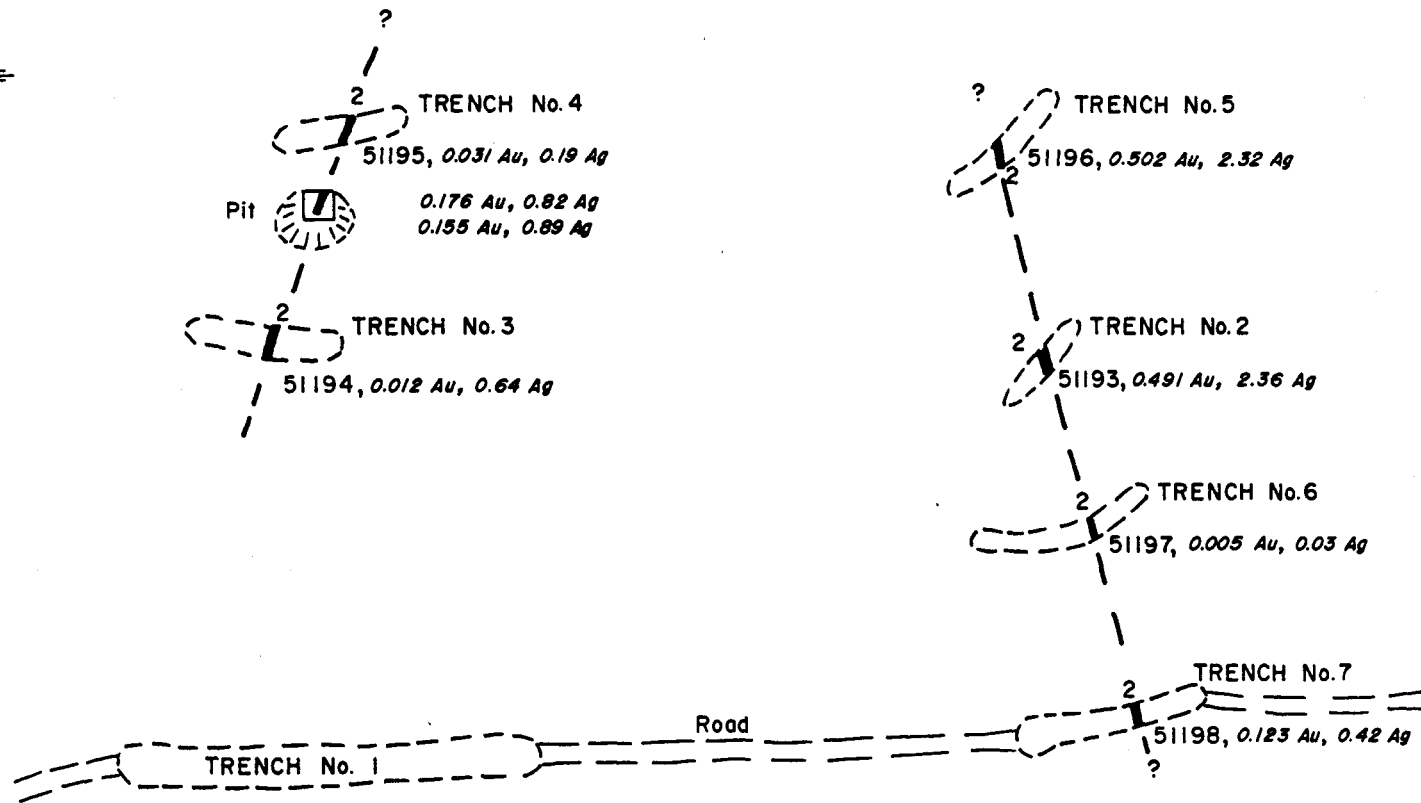 ?
2
TRENCH No. 4
51195, 0.031 Au, 0.19 Ag
Pit
0.176 Au, 0.82 Ag
0.155 Au, 0.89 Ag
2
TRENCH No. 3
51194, 0.012 Au, 0.64 Ag
?
TRENCH No. 5
51196, 0.502 Au, 2.32 Ag
2
2
TRENCH No. 2
51193, 0.491 Au, 2.36 Ag
2
TRENCH No. 6
51197, 0.005 Au, 0.03 Ag
2
TRENCH No. 7
51198, 0.123 Au, 0.42 Ag
?
Road
TRENCH No. 1